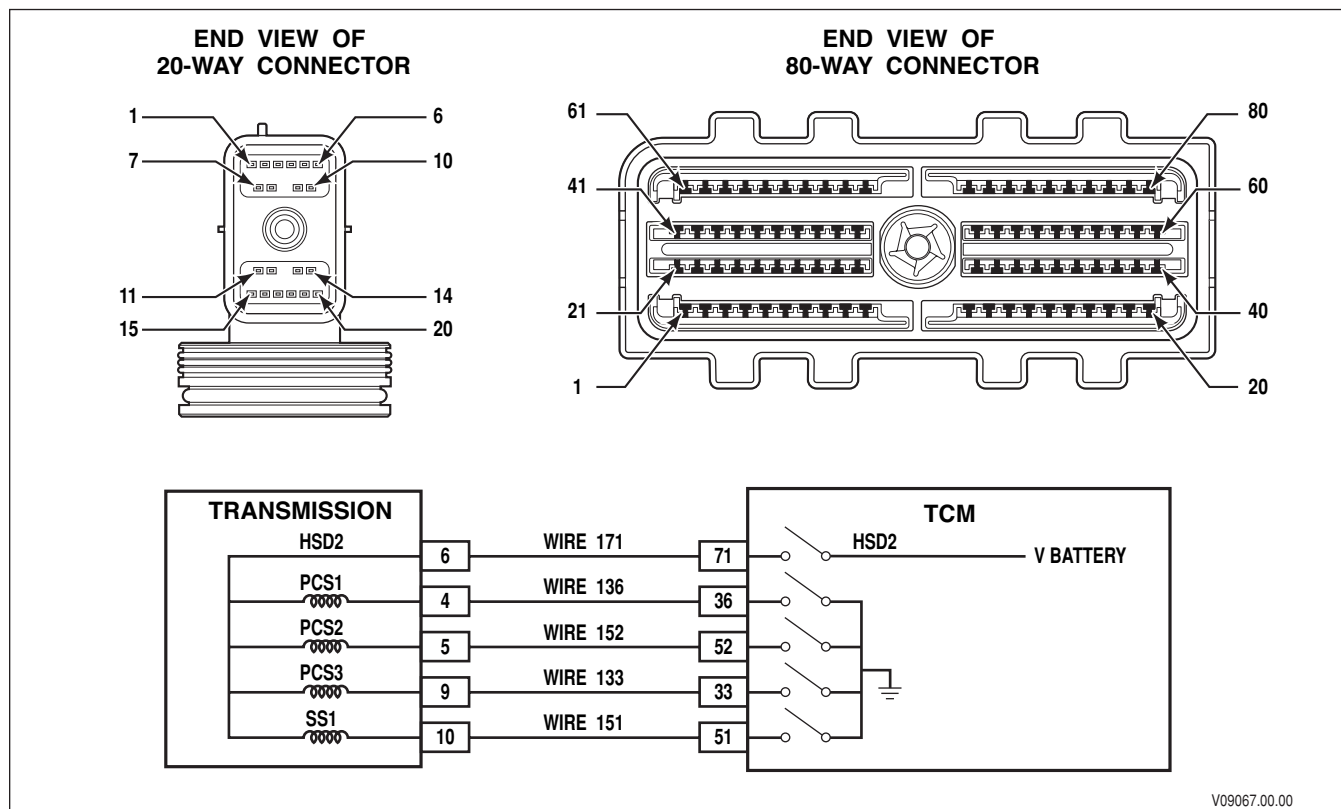 END VIEW OF
20-WAY CONNECTOR
END VIEW OF
80-WAY CONNECTOR
1
6
7
10
11
14
15
20
61
80
41
60
21
40
1
20
TRANSMISSION
TCM
HSD2
6
WIRE 171
71
HSD2
V BATTERY
PCS1
4
WIRE 136
36
PCS2
5
WIRE 152
52
PCS3
9
WIRE 133
33
SS1
10
WIRE 151
51
V09067.00.00